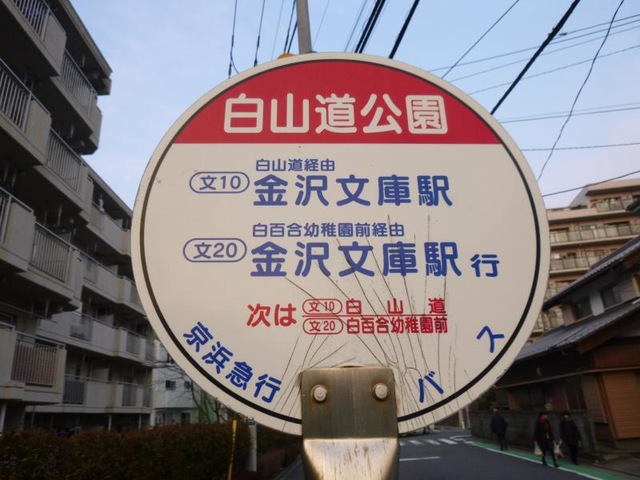 白山道公園
白山道経由
文10 金沢文庫駅
白百合幼稚園前経由
文20 金沢文庫駅行
次は 文10 白山道
文20 白百合幼稚園前
京浜急行バス